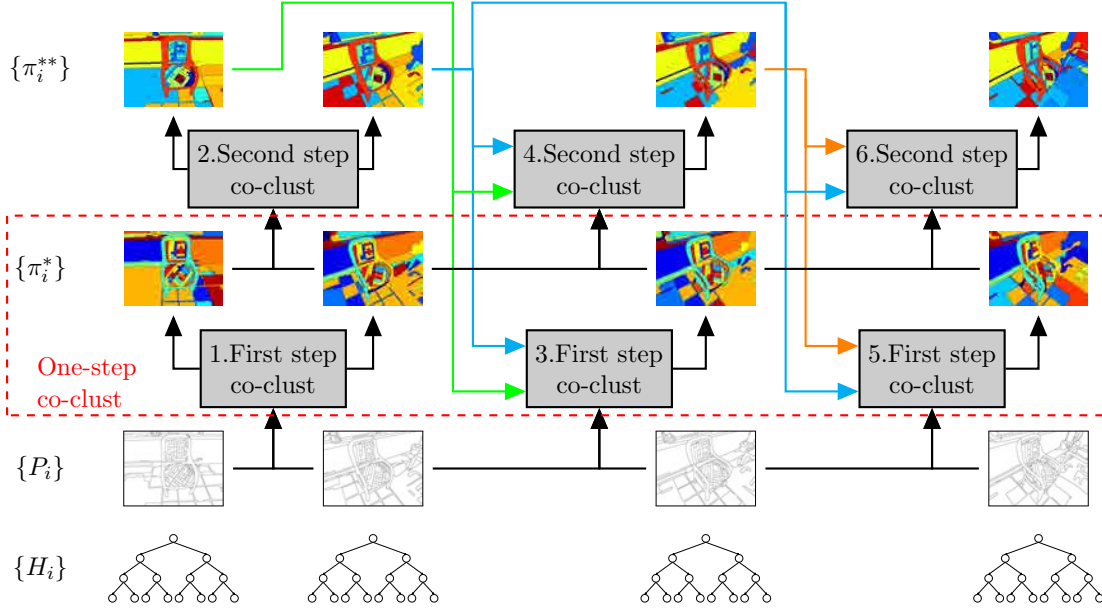 {π_i^{**}}
2.Second step
co-clust
4.Second step
co-clust
6.Second step
co-clust
{π_i^*}
1.First step
co-clust
3.First step
co-clust
5.First step
co-clust
One-step
co-clust
{P_i}
{H_i}